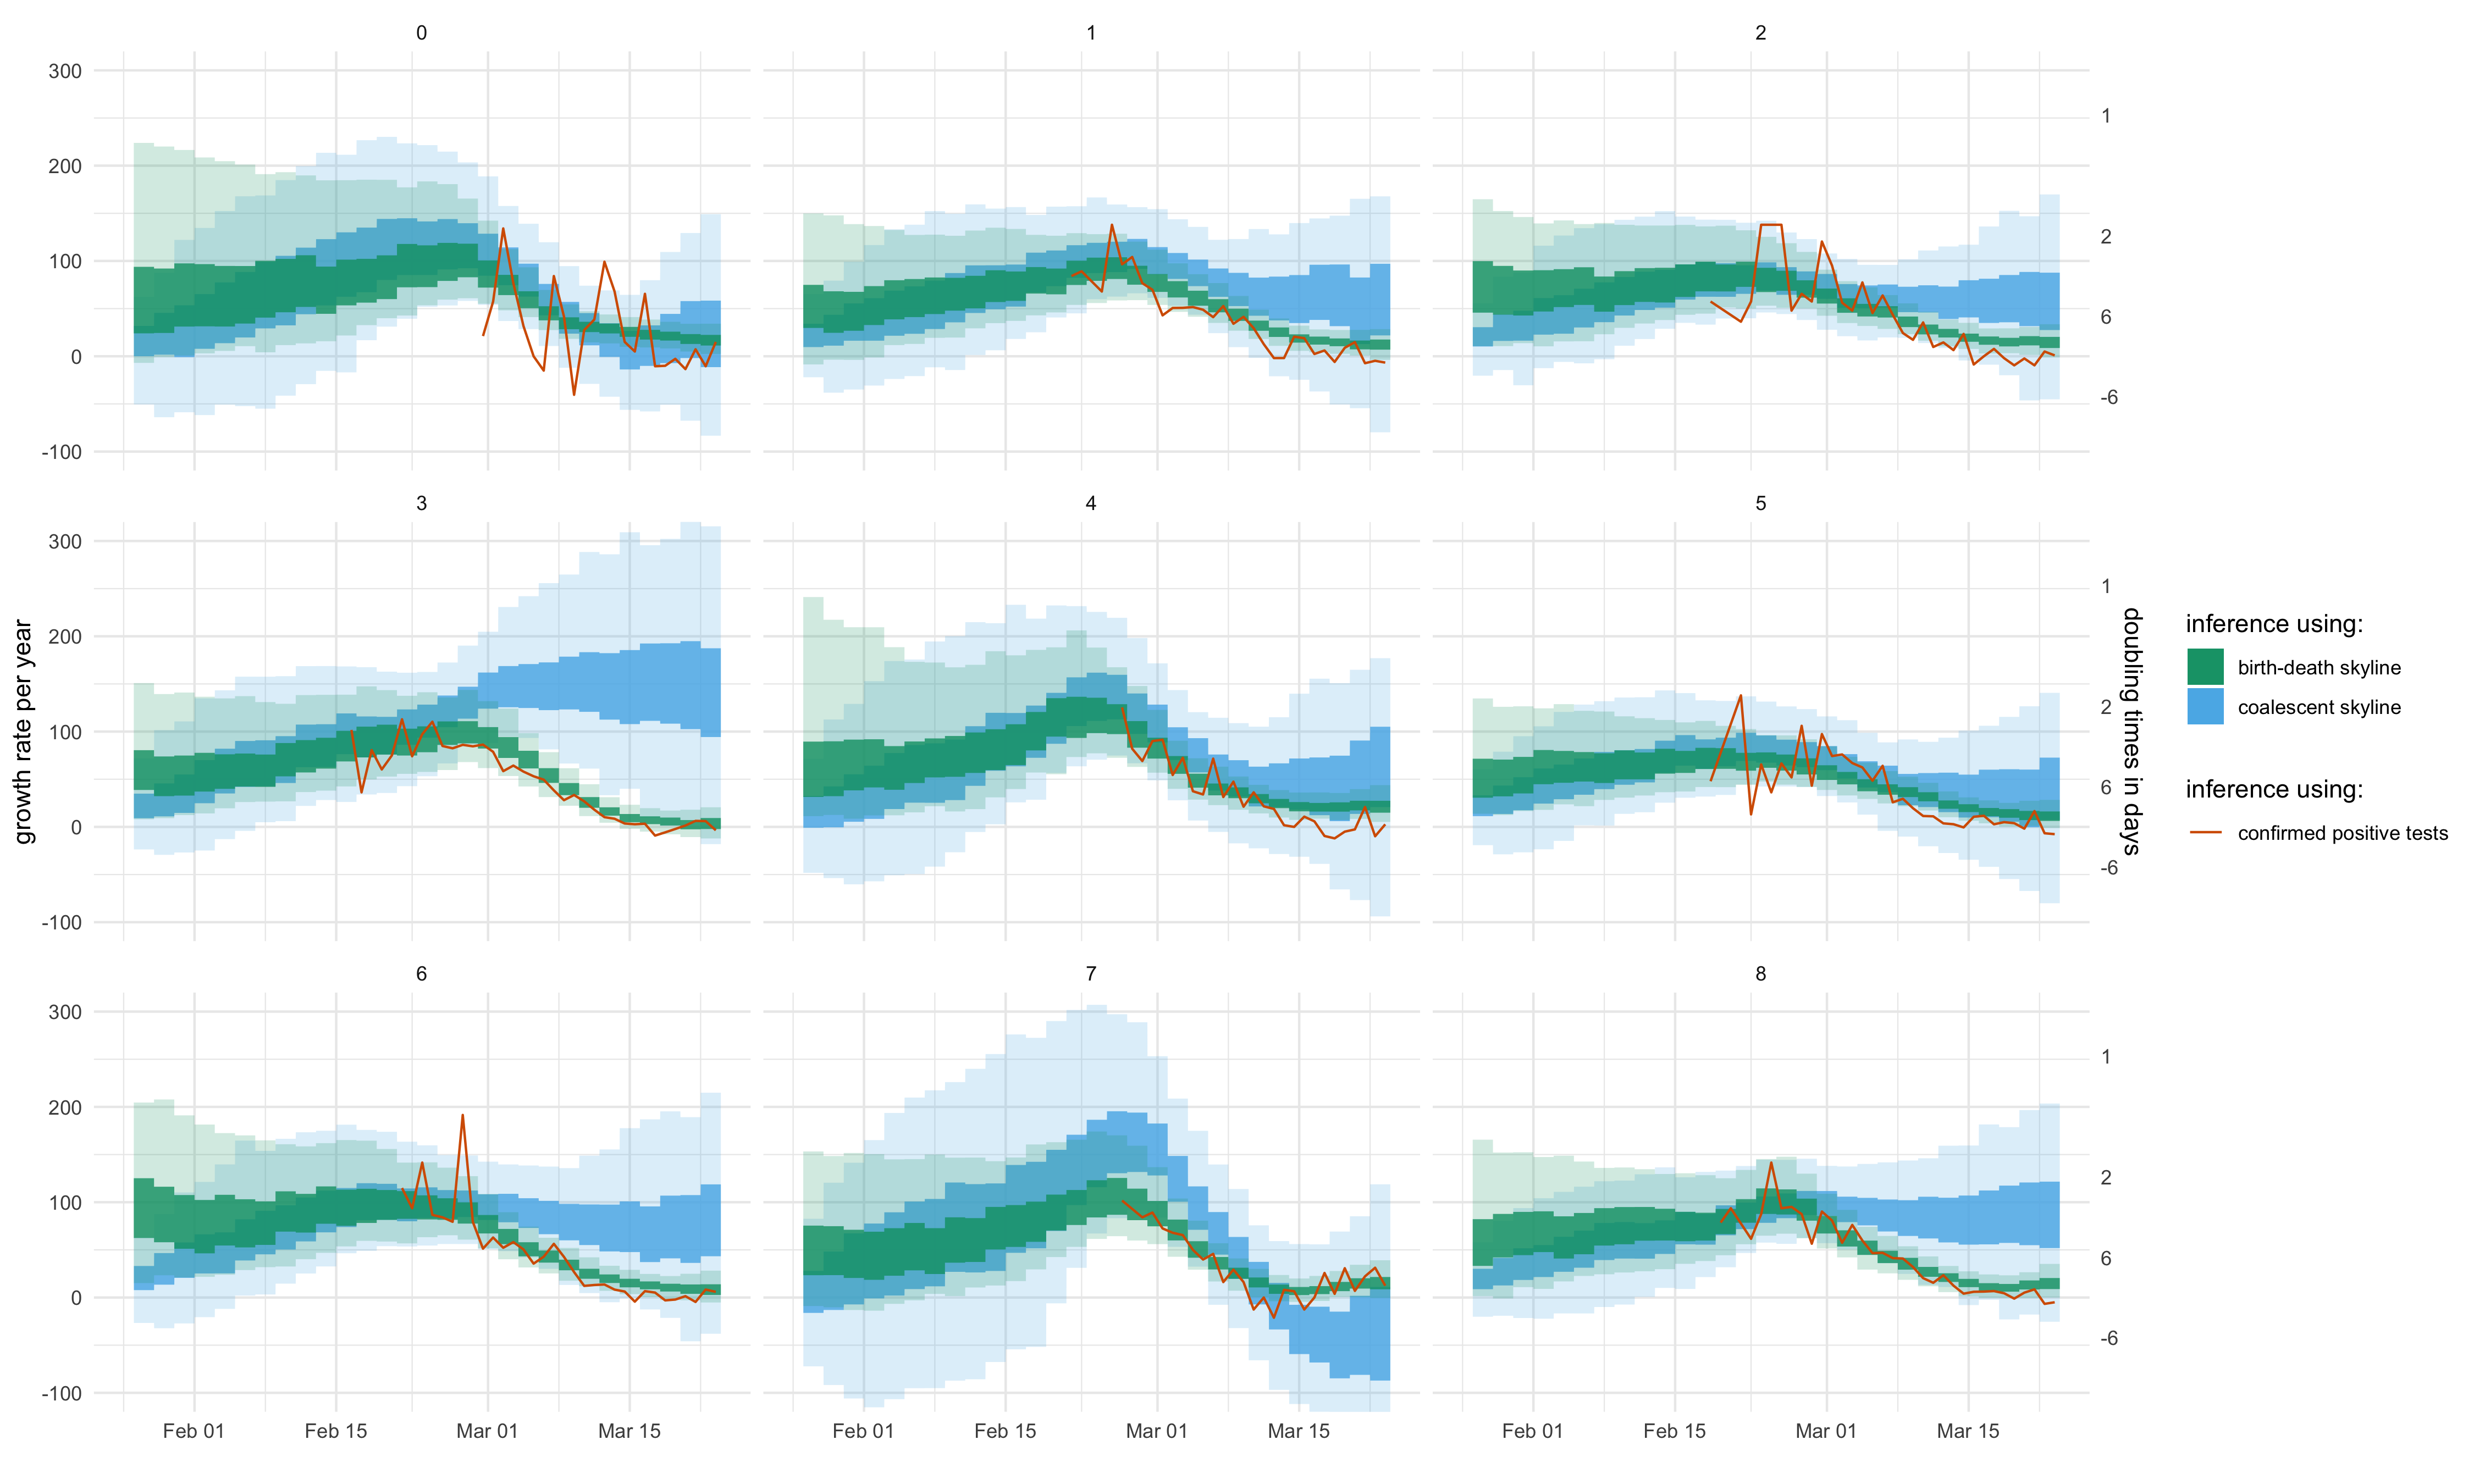 0
1
2
300
200
100
0
-100
1
2
6
-6
3
4
5
300
200
100
0
-100
1
2
6
-6
6
7
8
300
200
100
0
-100
1
2
6
-6
Feb 01
Feb 15
Mar 01
Mar 15
Feb 01
Feb 15
Mar 01
Mar 15
Feb 01
Feb 15
Mar 01
Mar 15
growth rate per year
doubling times in days
inference using:
birth-death skyline
coalescent skyline
inference using:
confirmed positive tests